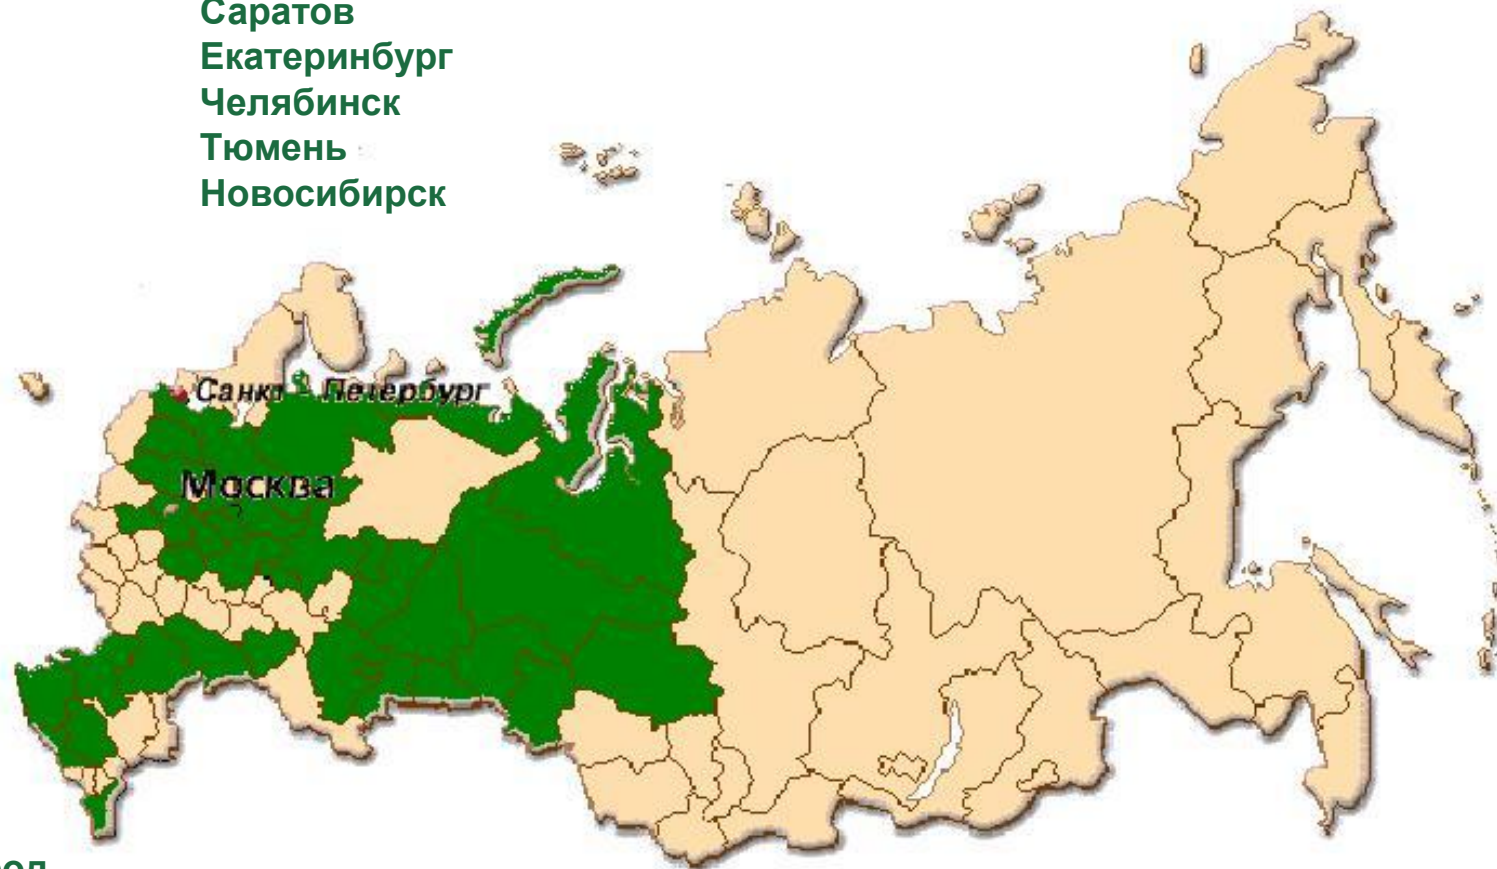 Саратов
Екатеринбург
Челябинск
Тюмень
Новосибирск
Санкт - Петербург
Москва